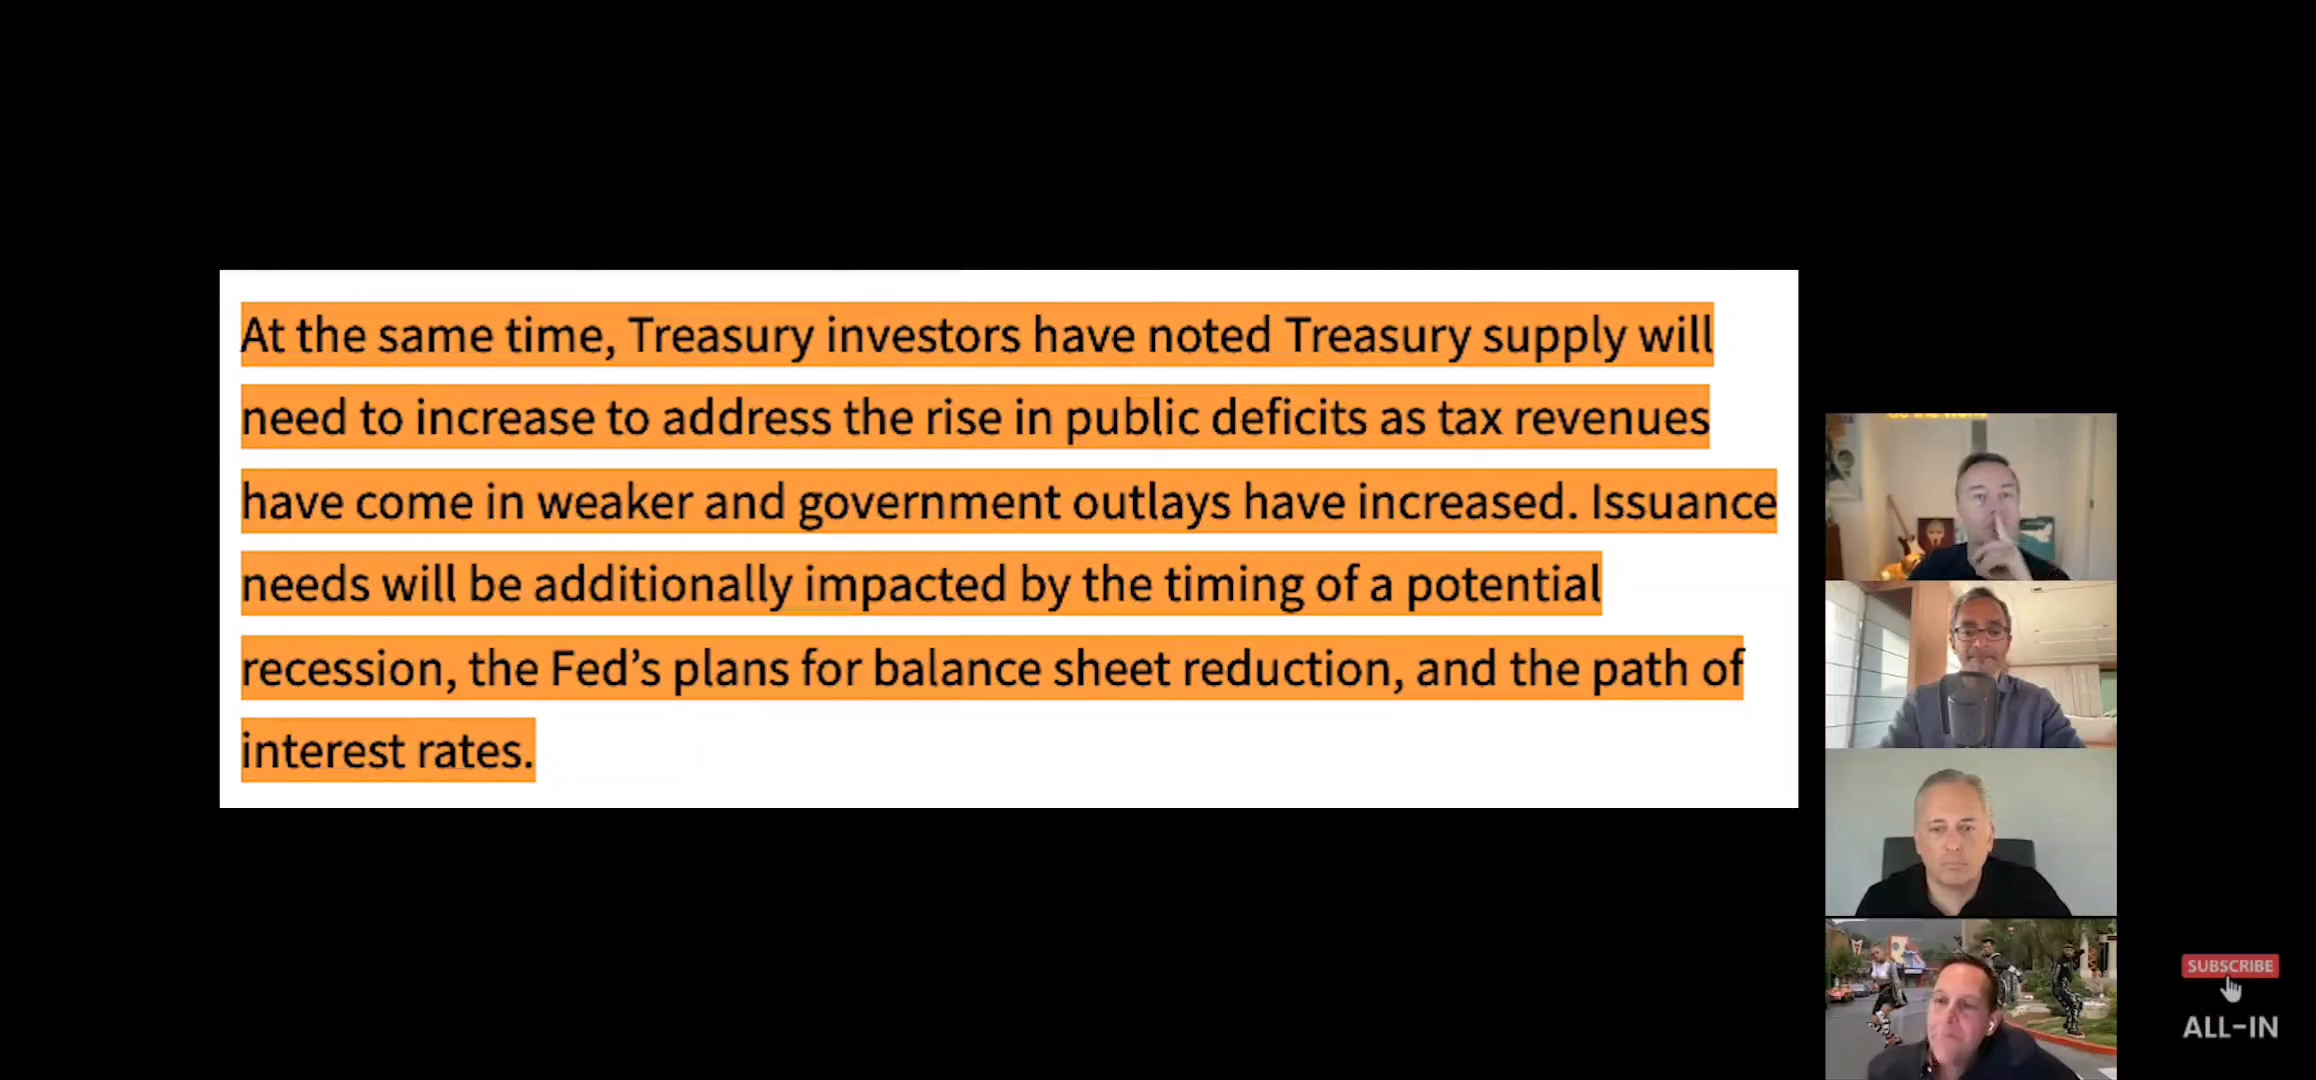 At the same time, Treasury investors have noted Treasury supply will
need to increase to address the rise in public deficits as tax revenues
have come in weaker and government outlays have increased. Issuance
needs will be additionally impacted by the timing of a potential
recession, the Fed’s plans for balance sheet reduction, and the path of
interest rates.
SUBSCRIBE
ALL-IN